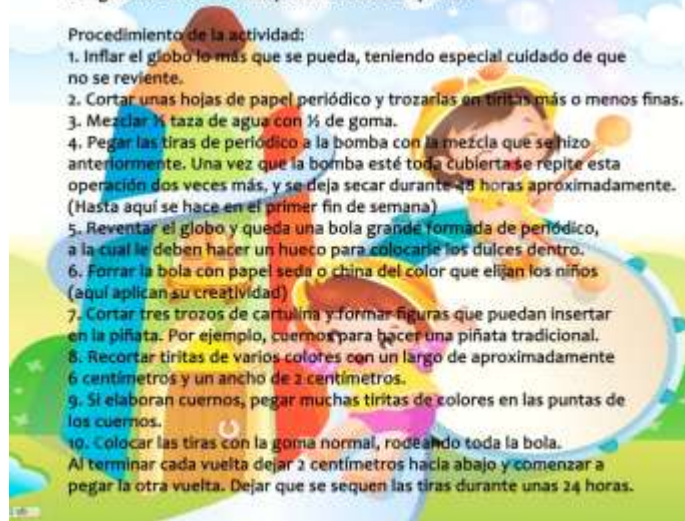 Procedimiento de la actividad:
1. Inflar el globo lo más que se pueda, teniendo especial cuidado de que
no se reviente.
2. Cortar unas hojas de papel periódico y trozarlas en tiritas más o menos finas.
3. Mezclar ½ taza de agua con ½ de goma.
4. Pegar las tiras de periódico a la bomba con la mezcla que se hizo
anteriormente. Una vez que la bomba esté toda cubierta se repite esta
operación dos veces más, y se deja secar durante 48 horas aproximadamente.
(Hasta aquí se hace en el primer fin de semana)
5. Reventar el globo y queda una bola grande formada de periódico,
a la cual le deben hacer un hueco para colocarle los dulces dentro.
6. Forrar la bola con papel seda o china del color que elijan los niños
(aquí aplican su creatividad)
7. Cortar tres trozos de cartulina y formar figuras que puedan insertar
en la piñata. Por ejemplo, cuernos para hacer una piñata tradicional.
8. Recortar tiritas de varios colores con un largo de aproximadamente
6 centímetros y un ancho de 2 centímetros.
9. Si elaboran cuernos, pegar muchas tiritas de colores en las puntas de
los cuernos.
10. Colocar las tiras con la goma normal, rodeando toda la bola.
Al terminar cada vuelta dejar 2 centímetros hacia abajo y comenzar a
pegar la otra vuelta. Dejar que se sequen las tiras durante unas 24 horas.